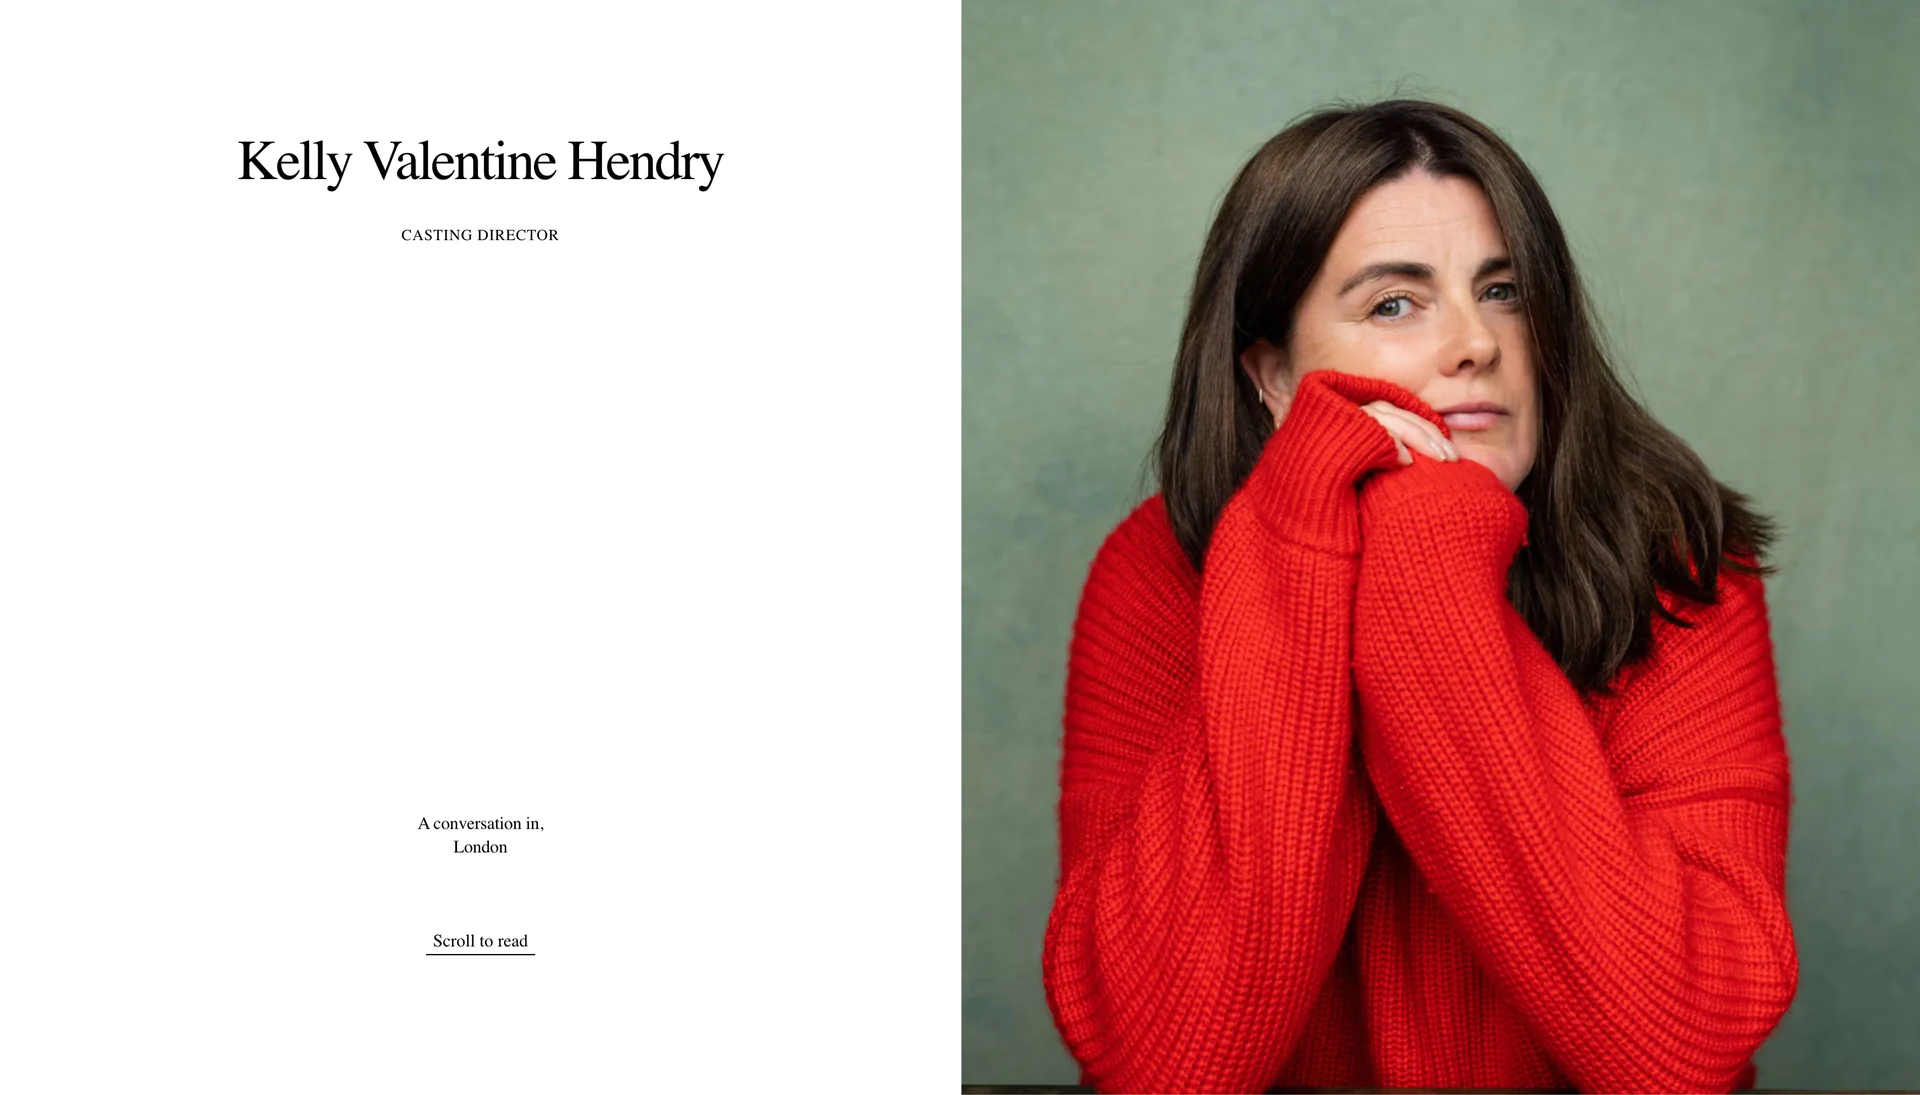 Kelly Valentine Hendry
CASTING DIRECTOR
A conversation in,
London
Scroll to read